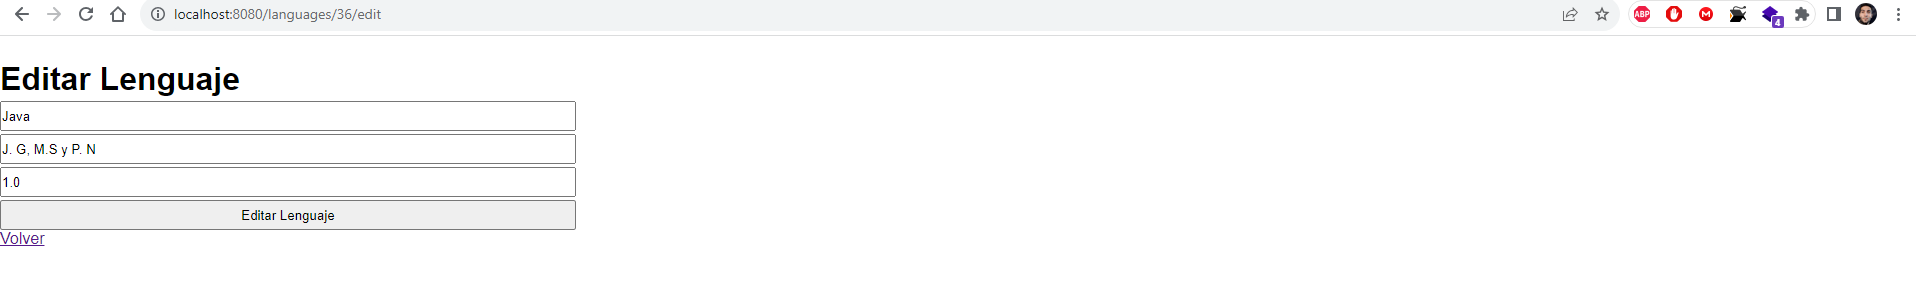 localhost:8080/languages/36/edit
ABP
M
4
Editar Lenguaje
Java
J. G, M.S y P. N
1.0
Editar Lenguaje
Volver